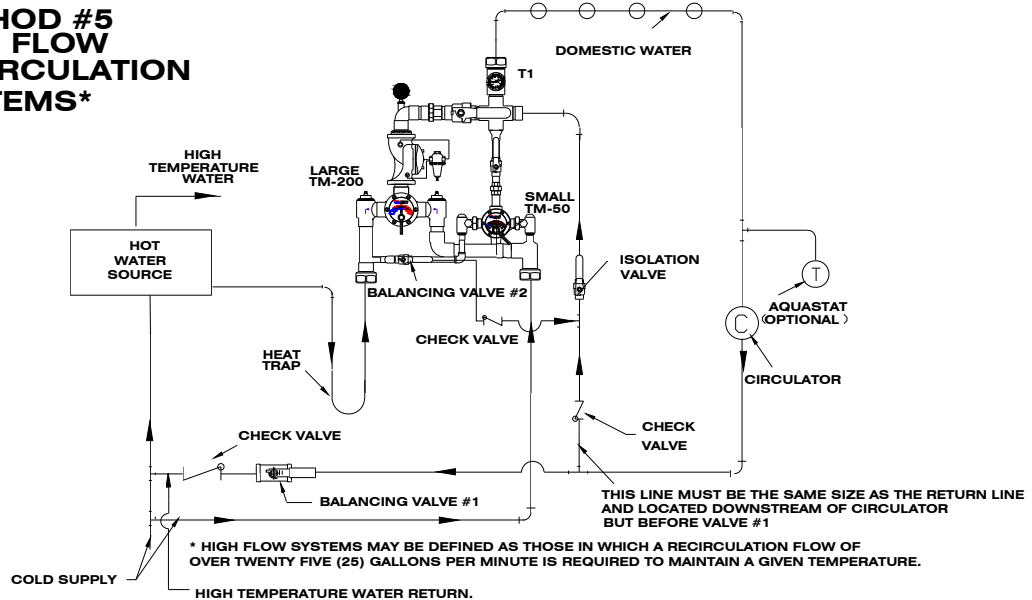 HOD #5
FLOW
RCULATION
TEMS*
DOMESTIC WATER
T1
HIGH
TEMPERATURE
WATER
LARGE
TM-200
SMALL
TM-50
HOT
WATER
SOURCE
ISOLATION
VALVE
BALANCING VALVE #2
AQUASTAT
(OPTIONAL )
T
C
CHECK VALVE
HEAT
TRAP
CIRCULATOR
CHECK
VALVE
CHECK VALVE
BALANCING VALVE #1
THIS LINE MUST BE THE SAME SIZE AS THE RETURN LINE
AND LOCATED DOWNSTREAM OF CIRCULATOR
BUT BEFORE VALVE #1
* HIGH FLOW SYSTEMS MAY BE DEFINED AS THOSE IN WHICH A RECIRCULATION FLOW OF
OVER TWENTY FIVE (25) GALLONS PER MINUTE IS REQUIRED TO MAINTAIN A GIVEN TEMPERATURE.
COLD SUPPLY
HIGH TEMPERATURE WATER RETURN.